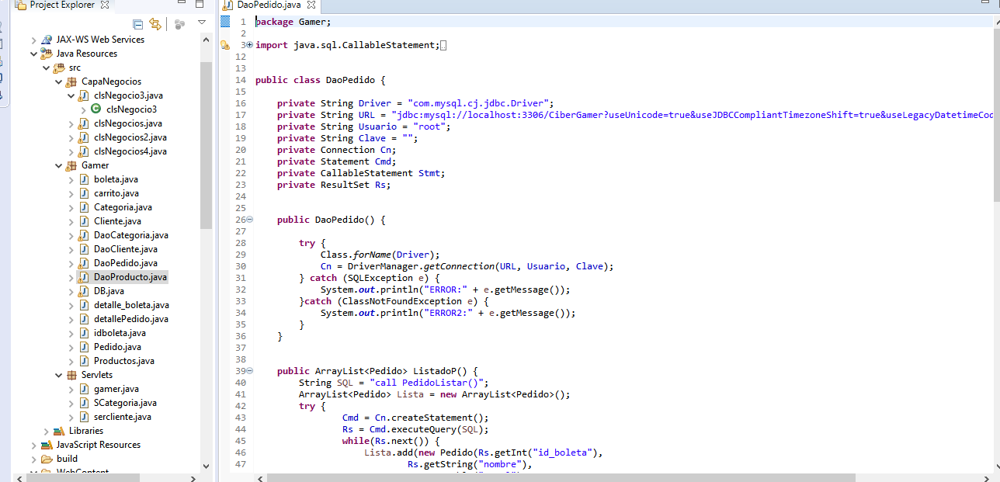 Project Explorer
JAX-WS Web Services
Java Resources
src
CapaNegocios
clsNegocio3.java
clsNegocio3
clsNegocios.java
clsNegocios2.java
clsNegocios4.java
Gamer
boleta.java
carrito.java
Categoria.java
Cliente.java
DaoCategoria.java
DaoCliente.java
DaoPedido.java
DaoProducto.java
DB.java
detalle_boleta.java
detallePedido.java
idboleta.java
Pedido.java
Productos.java
Servlets
gamer.java
SCategoria.java
sercliente.java
Libraries
JavaScript Resources
build
WebContent
DaoPedido.java
1 package Gamer;
2
3 import java.sql.CallableStatement;
12
13
14 public class DaoPedido {
15
16 private String Driver = "com.mysql.cj.jdbc.Driver";
17 private String URL = "jdbc:mysql://localhost:3306/CiberGamer?useUnicode=true&useJDBCCompliantTimezoneShift=true&useLegacyDatetimeCod
18 private String Usuario = "root";
19 private String Clave = "";
20 private Connection Cn;
21 private Statement Cmd;
22 private CallableStatement Stmt;
23 private ResultSet Rs;
24
25
26 public DaoPedido() {
27
28 try {
29 Class.forName(Driver);
30 Cn = DriverManager.getConnection(URL, Usuario, Clave);
31 } catch (SQLException e) {
32 System.out.println("ERROR:" + e.getMessage());
33 }catch (ClassNotFoundException e) {
34 System.out.println("ERROR2:" + e.getMessage());
35 }
36 }
37
38
39 public ArrayList<Pedido> ListadoP() {
40 String SQL = "call PedidoListar()";
41 ArrayList<Pedido> Lista = new ArrayList<Pedido>();
42 try {
43 Cmd = Cn.createStatement();
44 Rs = Cmd.executeQuery(SQL);
45 while(Rs.next()) {
46 Lista.add(new Pedido(Rs.getInt("id_boleta"),
47 Rs.getString("nombre"),